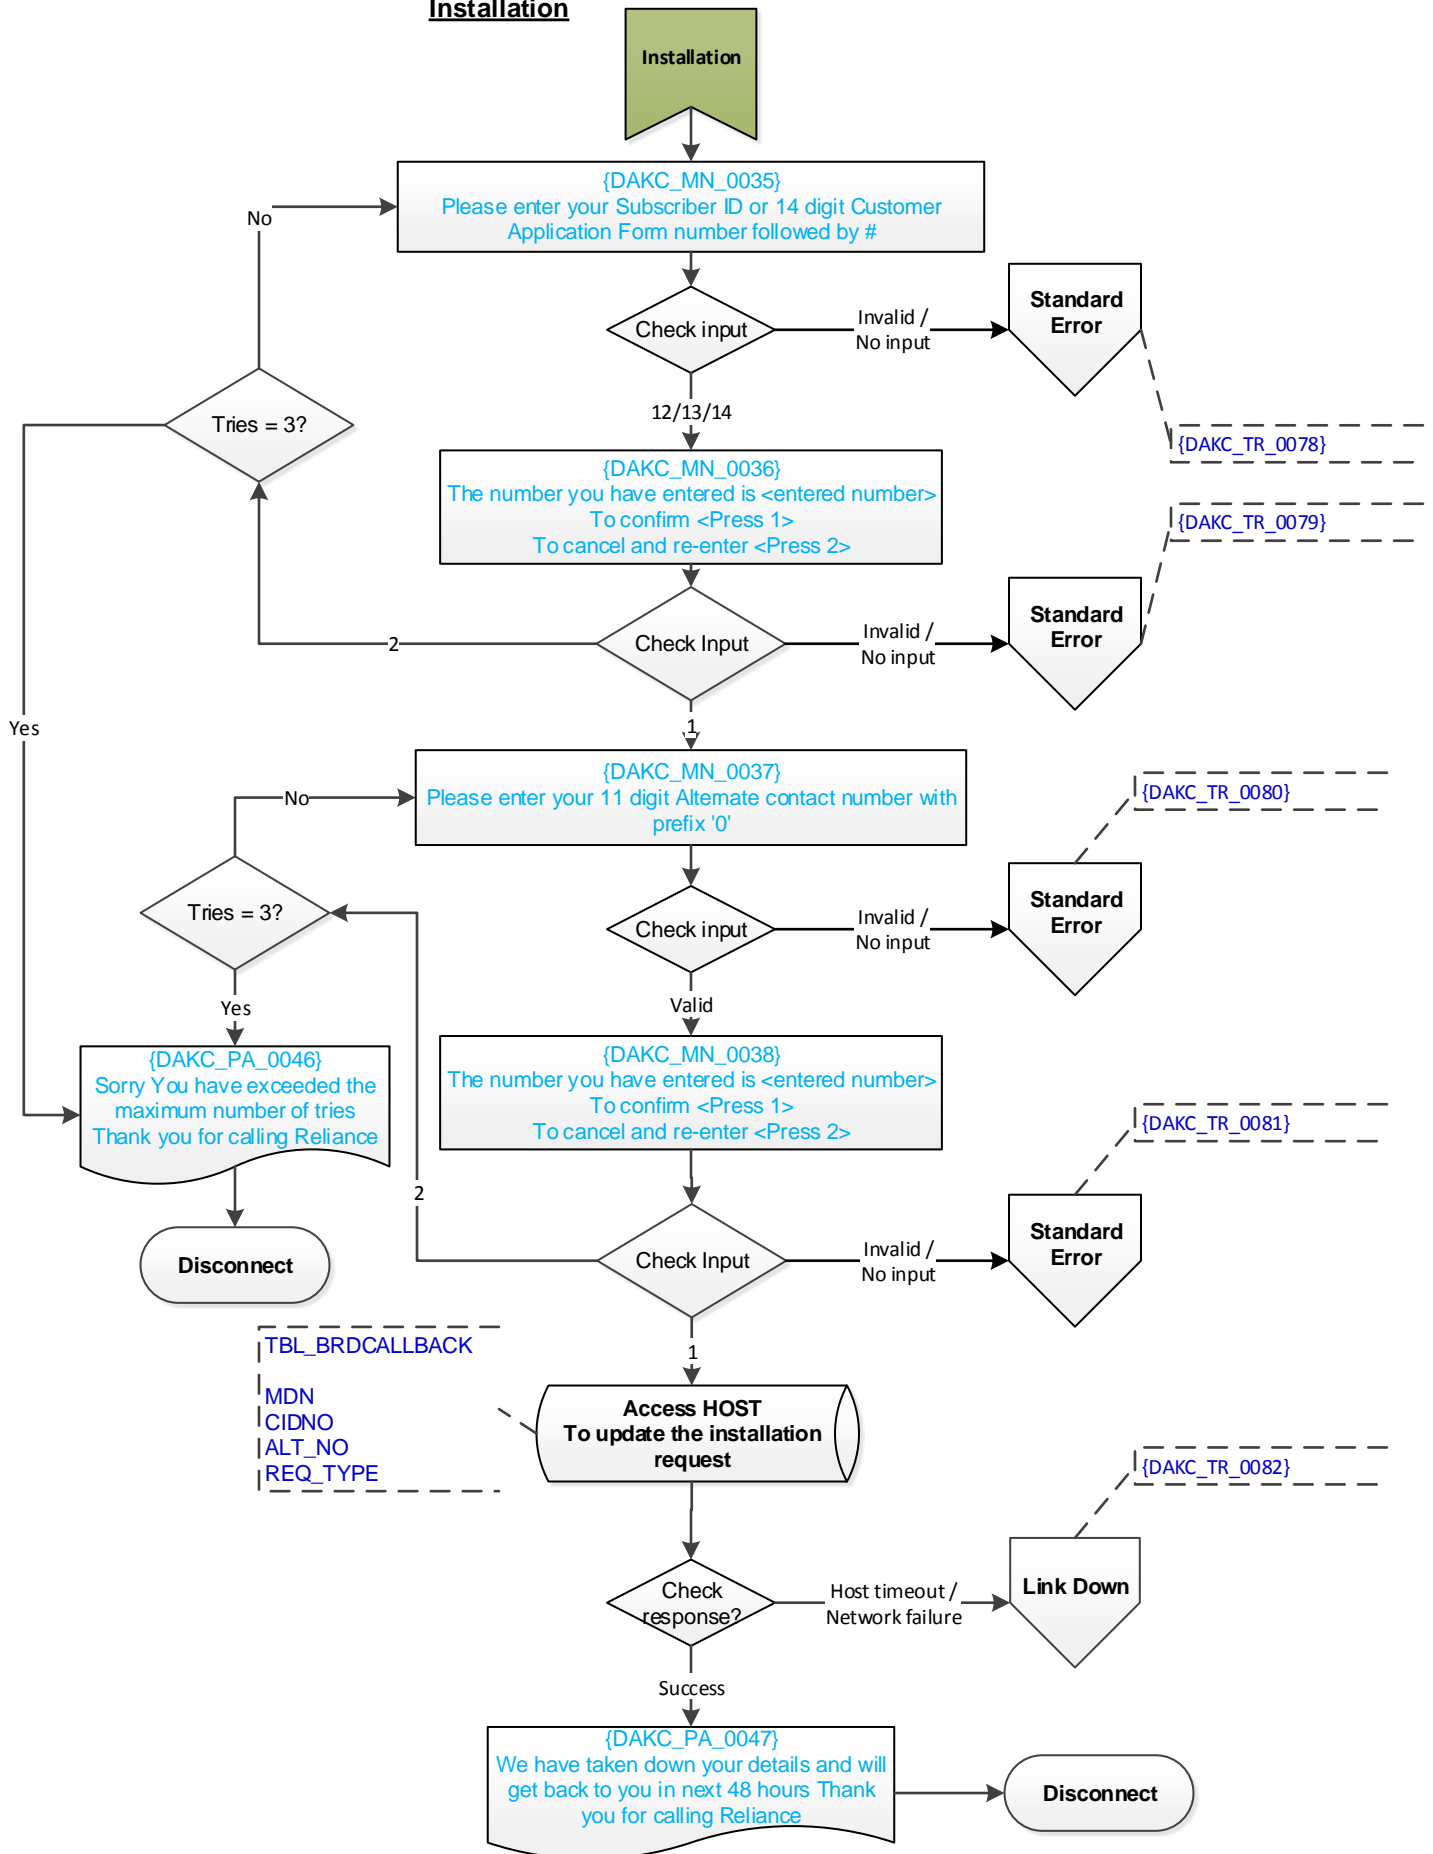 Installation
Installation
{DAKC_MN_0035}
Please enter your Subscriber ID or 14 digit Customer
Application Form number followed by #
No
Check input
Invalid /
No input
Standard
Error
12/13/14
Tries = 3?
{DAKC_TR_0078}
{DAKC_MN_0036}
The number you have entered is <entered number>
To confirm <Press 1>
To cancel and re-enter <Press 2>
{DAKC_TR_0079}
Check Input
Invalid /
No input
Standard
Error
2
Yes
1
{DAKC_MN_0037}
Please enter your 11 digit Alternate contact number with
prefix '0'
No
{DAKC_TR_0080}
Tries = 3?
Check input
Invalid /
No input
Standard
Error
Yes
Valid
{DAKC_PA_0046}
Sorry You have exceeded the
maximum number of tries
Thank you for calling Reliance
{DAKC_MN_0038}
The number you have entered is <entered number>
To confirm <Press 1>
To cancel and re-enter <Press 2>
{DAKC_TR_0081}
2
Disconnect
Check Input
Invalid /
No input
Standard
Error
1
TBL_BRDCALLBACK
MDN
CIDNO
ALT_NO
REQ_TYPE
Access HOST
To update the installation
request
{DAKC_TR_0082}
Check
response?
Host timeout /
Network failure
Link Down
Success
{DAKC_PA_0047}
We have taken down your details and will
get back to you in next 48 hours Thank
you for calling Reliance
Disconnect